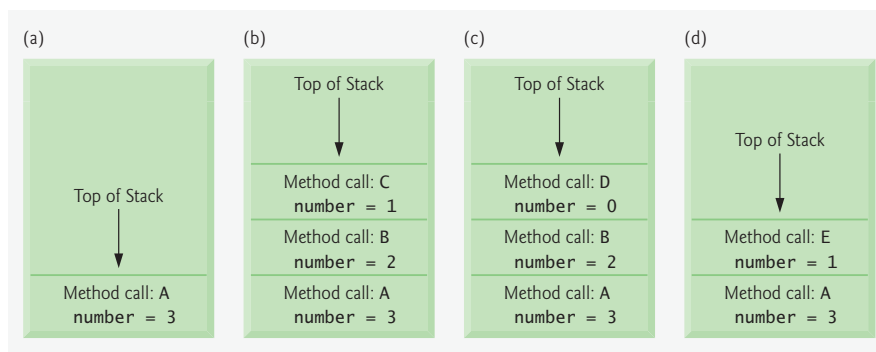 (a)
Top of Stack
Method call: A
number = 3
(b)
Top of Stack
Method call: C
number = 1
Method call: B
number = 2
Method call: A
number = 3
(c)
Top of Stack
Method call: D
number = 0
Method call: B
number = 2
Method call: A
number = 3
(d)
Top of Stack
Method call: E
number = 1
Method call: A
number = 3